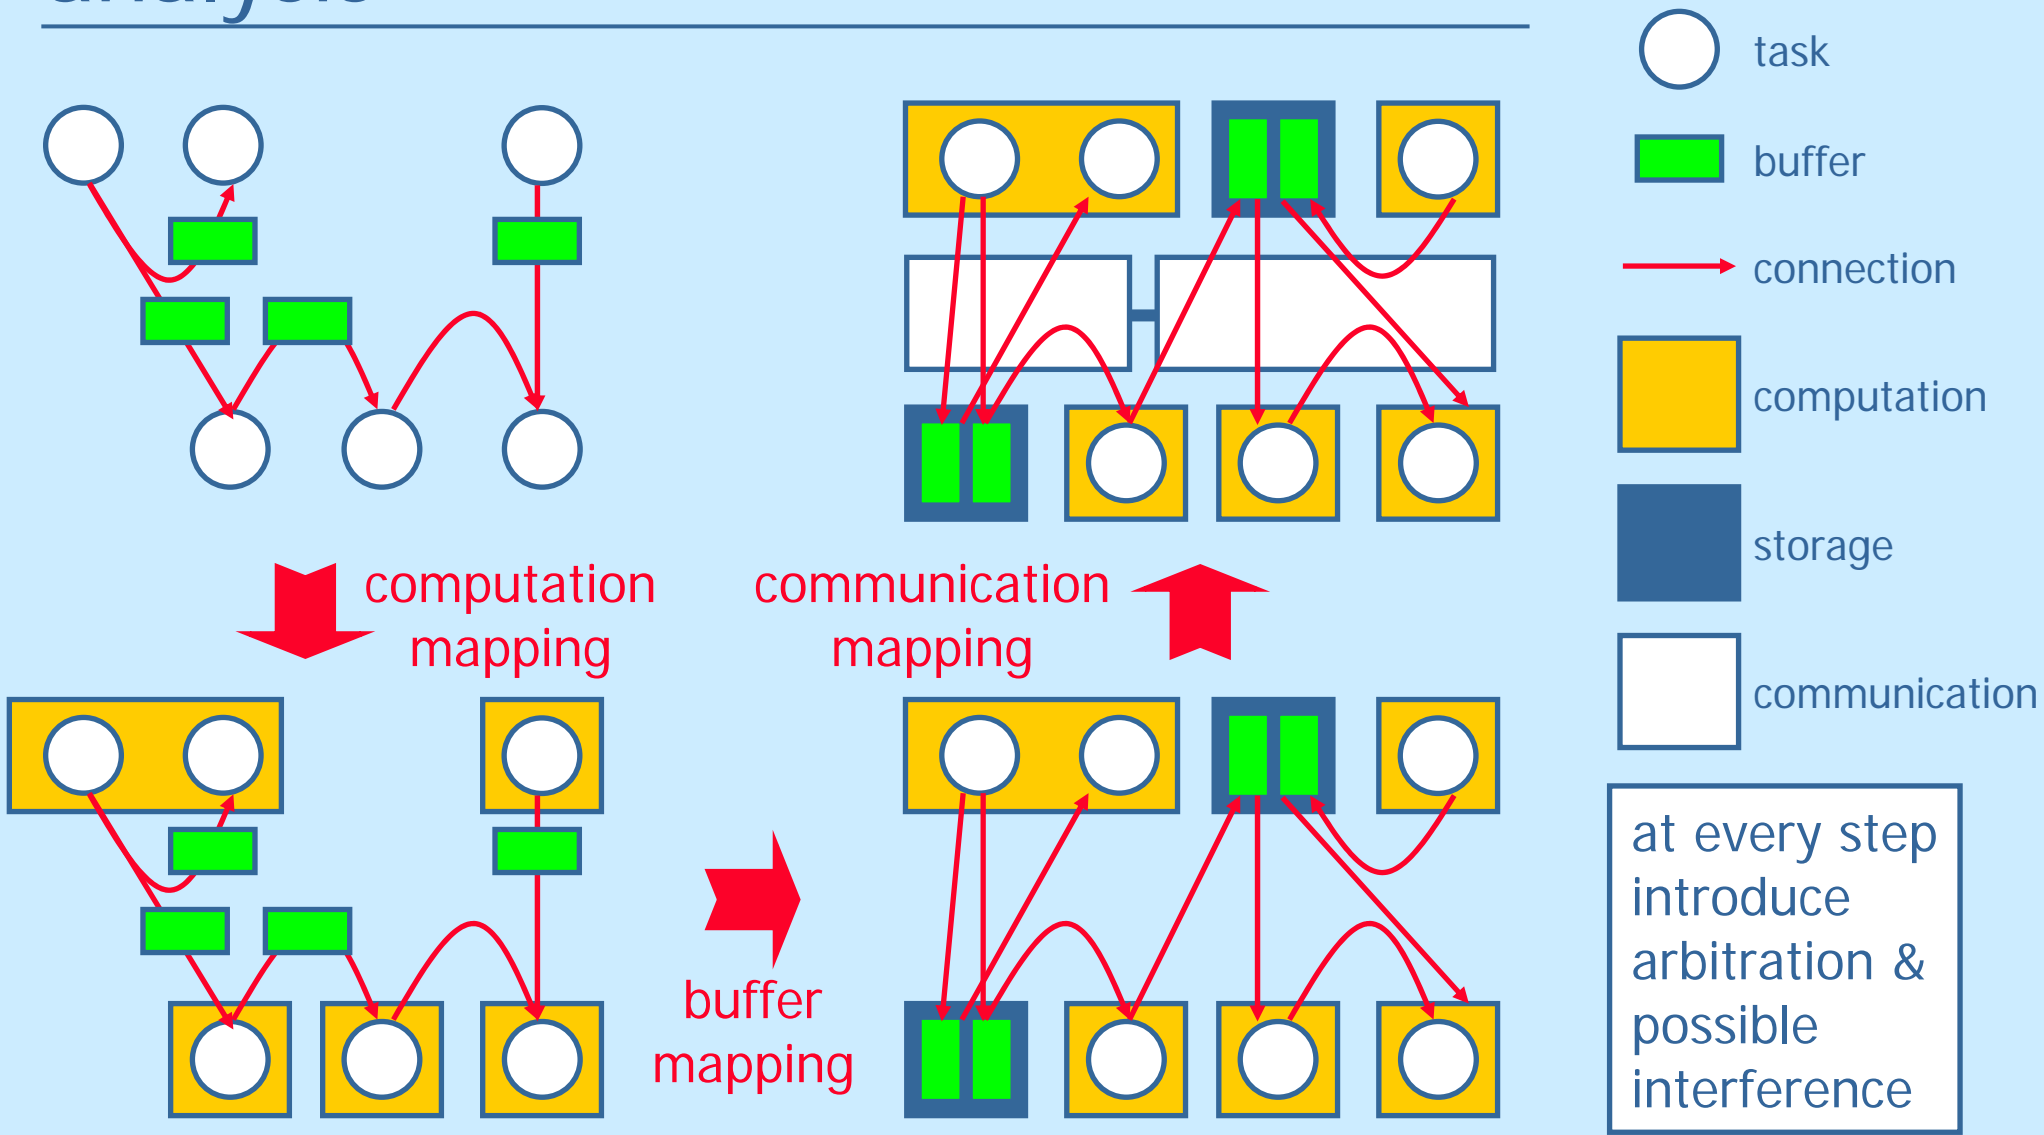 analysis
task
buffer
connection
computation
storage
communication
computation
mapping
communication
mapping
buffer
mapping
at every step
introduce
arbitration &
possible
interference